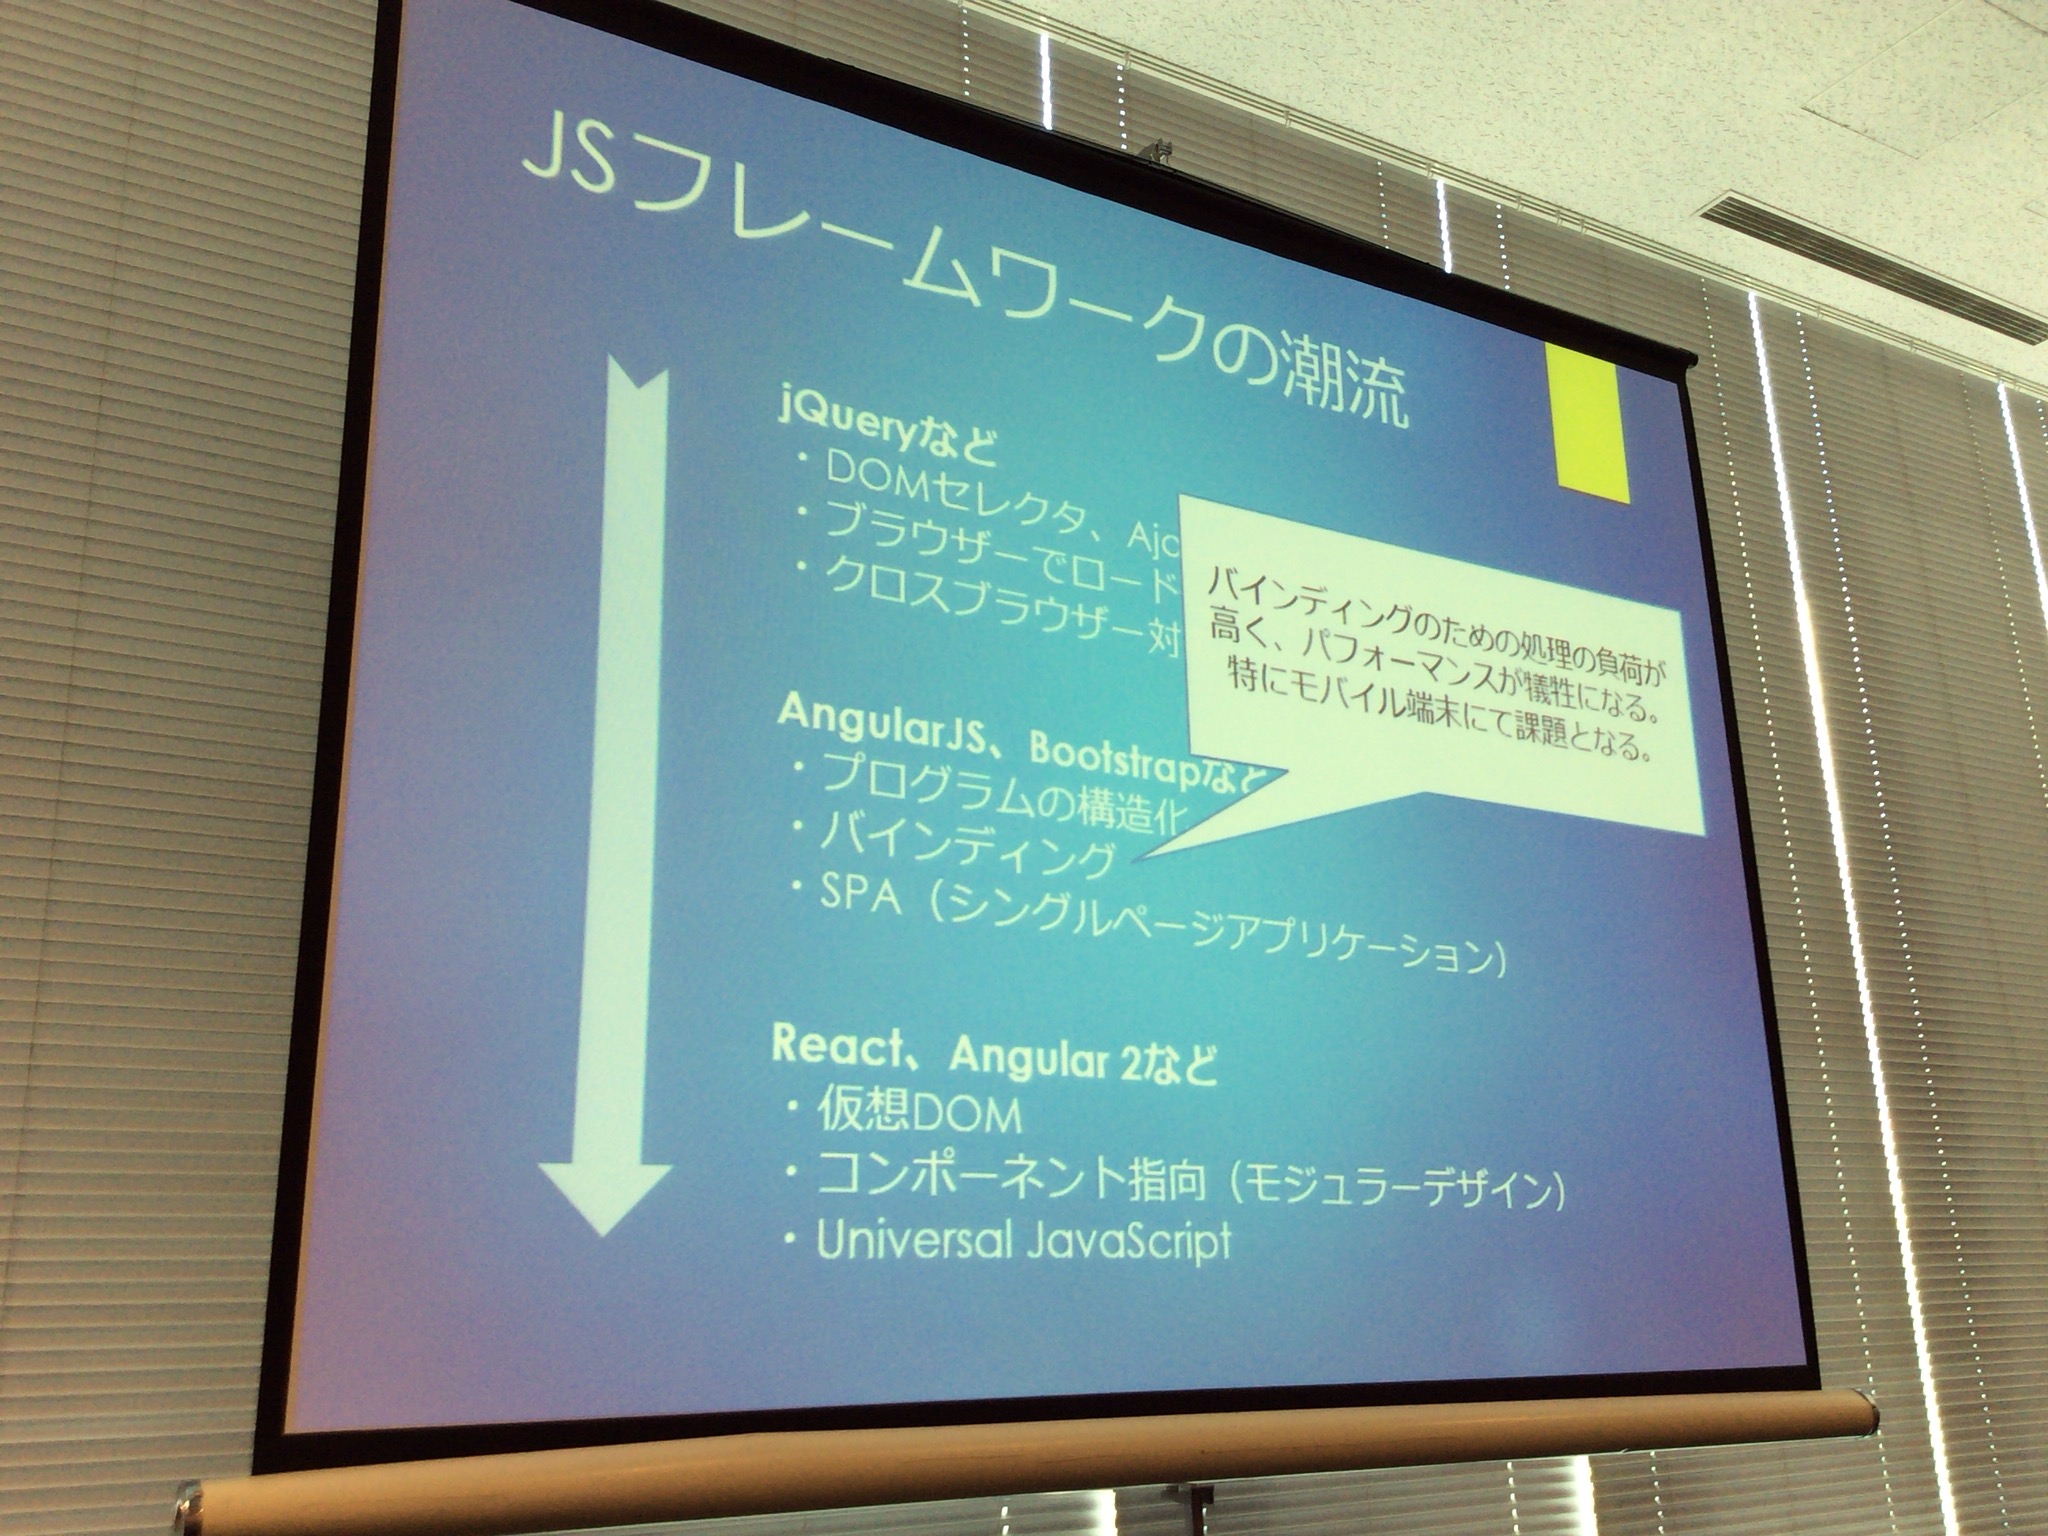 JSフレームワークの潮流
jQueryなど
・DOMセレクタ、
・ブラウザーでロード
・クロスブラウザー対
バインディングのための処理の負荷が
高く、パフォーマンスが犠牲になる。
特にモバイル端末にて課題となる。
AngularJS、Bootstrapなど
・プログラムの構造化
・バインディング
・SPA（シングルページアプリケーション）
React、Angular 2など
・仮想DOM
・コンポーネント指向（モジュラーデザイン）
・Universal JavaScript